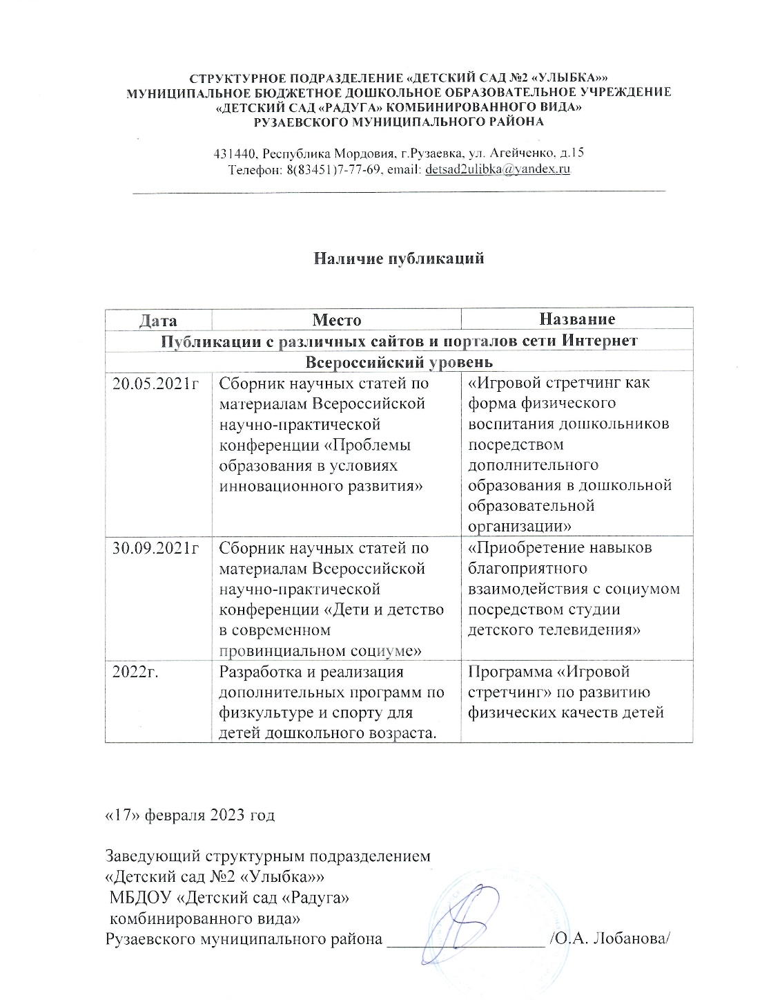 СТРУКТУРНОЕ ПОДРАЗДЕЛЕНИЕ «ДЕТСКИЙ САД №2 «УЛЫБКА»»
МУНИЦИПАЛЬНОЕ БЮДЖЕТНОЕ ДОШКОЛЬНОЕ ОБРАЗОВАТЕЛЬНОЕ УЧРЕЖДЕНИЕ
«ДЕТСКИЙ САД «РАДУГА» КОМБИНИРОВАННОГО ВИДА»
РУЗАЕВСКОГО МУНИЦИПАЛЬНОГО РАЙОНА
431440, Республика Мордовия, г.Рузаевка, ул. Агейченко, д.15
Телефон: 8(83451)7-77-69, email: detsad2ulibka@yandex.ru
Наличие публикаций
Дата Место Название
Публикации с различных сайтов и порталов сети Интернет
Всероссийский уровень
20.05.2021г
Сборник научных статей по
материалам Всероссийской
научно-практической
конференции «Проблемы
образования в условиях
инновационного развития»
«Игровой стретчинг как
форма физического
воспитания дошкольников
посредством
дополнительного
образования в дошкольной
образовательной
организации»
30.09.2021г
Сборник научных статей по
материалам Всероссийской
научно-практической
конференции «Дети и детство
в современном
провинциальном социуме»
«Приобретение навыков
благоприятного
взаимодействия с социумом
посредством студии
детского телевидения»
2022г.
Разработка и реализация
дополнительных программ по
физкультуре и спорту для
детей дошкольного возраста.
Программа «Игровой
стретчинг» по развитию
физических качеств детей
«17» февраля 2023 год
Заведующий структурным подразделением
«Детский сад №2 «Улыбка»»
МБДОУ «Детский сад «Радуга»
комбинированного вида»
Рузаевского муниципального района /О.А. Лобанова/